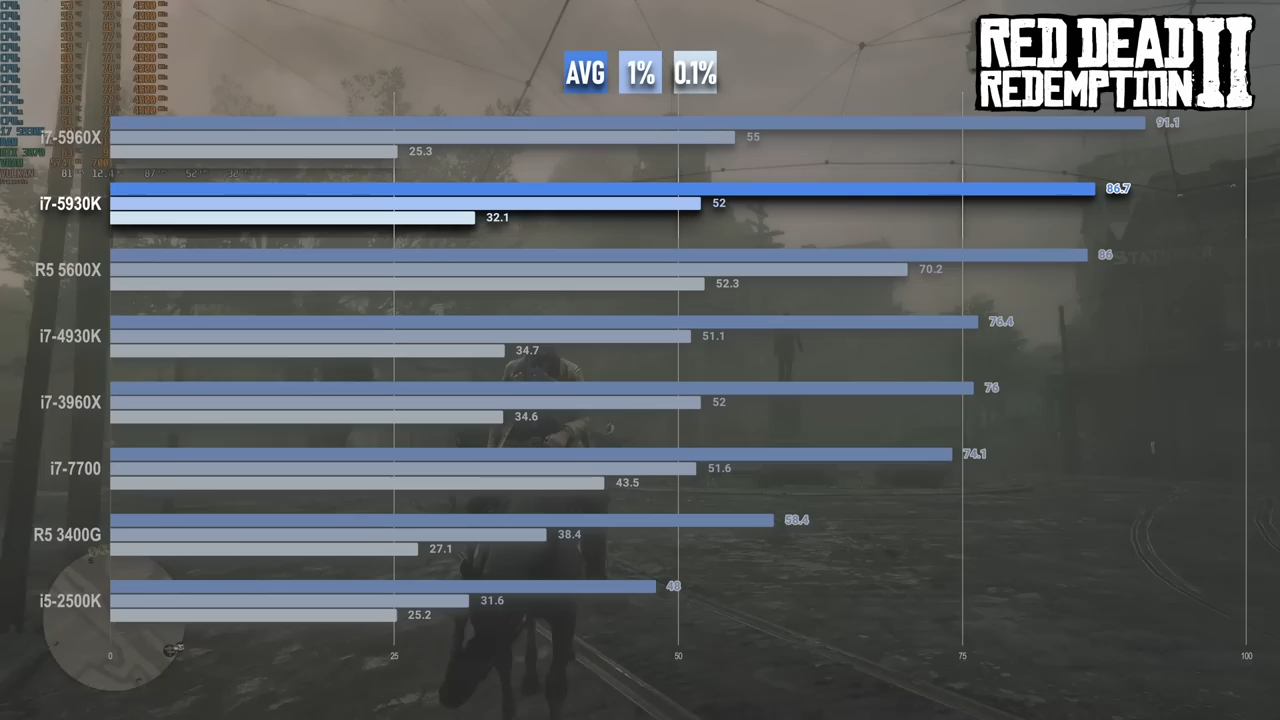 RED DEAD
REDEMPTION II
AVG 1% 0.1%
i7-5960X
91.1
55
25.3
i7-5930K
86.7
52
32.1
R5 5600X
86
70.2
52.3
i7-4930K
76.4
51.1
34.7
i7-3960X
76
52
34.6
i7-7700
74.1
51.6
43.5
R5 3400G
58.4
38.4
27.1
i5-2500K
48
31.6
25.2
0 25 50 75 100